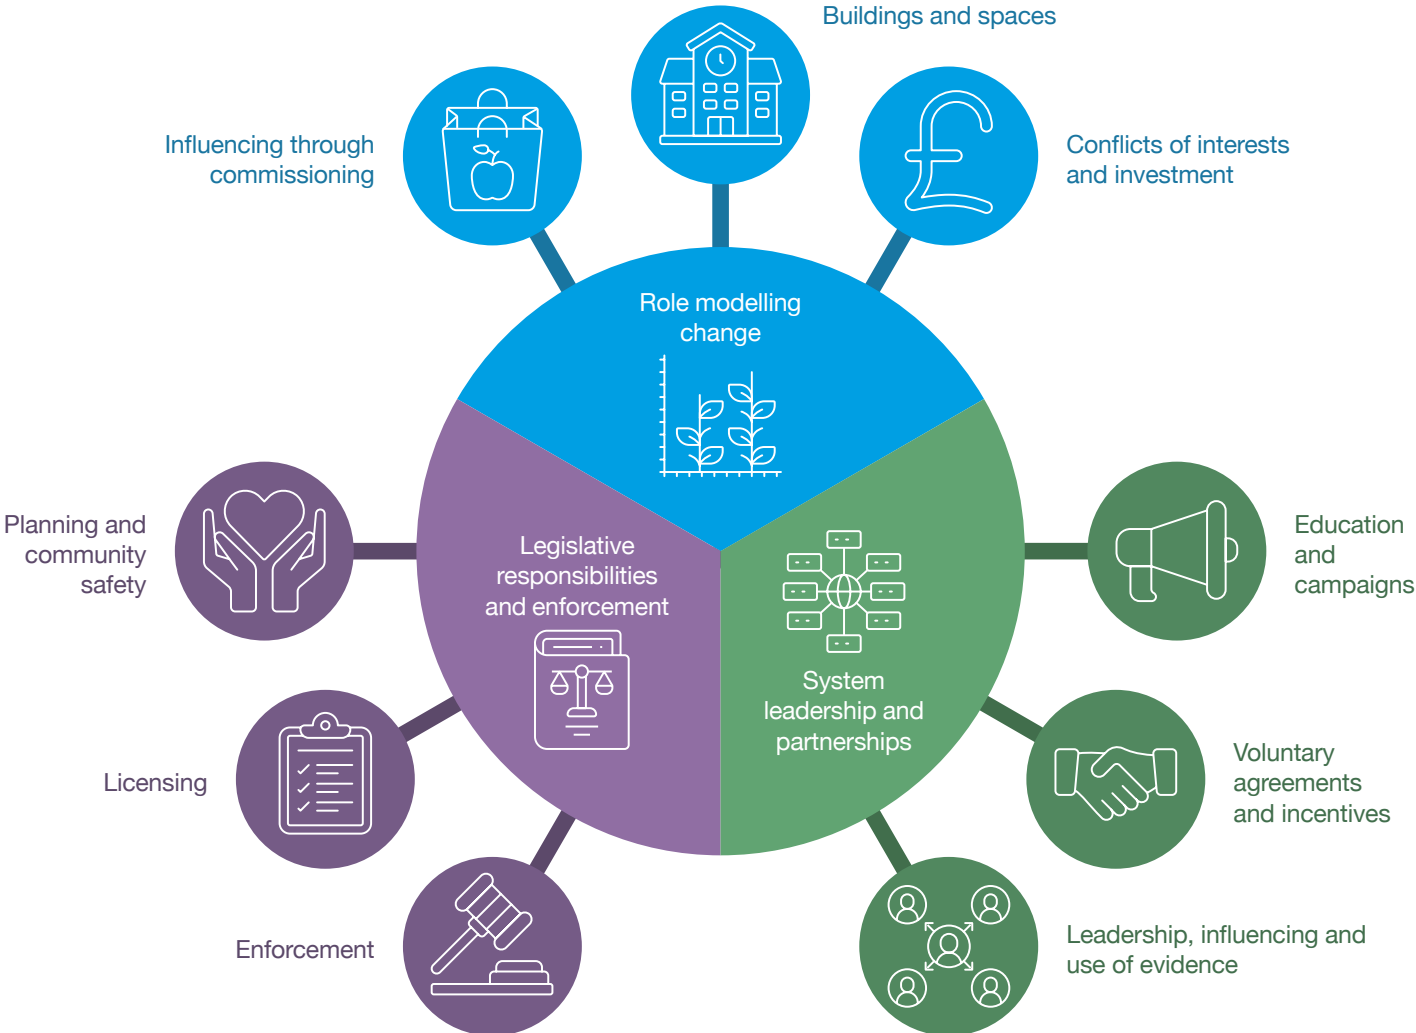 Buildings and spaces
Influencing through
commissioning
Conflicts of interests
and investment
Role modelling
change
Planning and
community
safety
Legislative
responsibilities
and enforcement
Education
and
campaigns
System
leadership and
partnerships
Licensing
Voluntary
agreements
and incentives
Enforcement
Leadership, influencing and
use of evidence